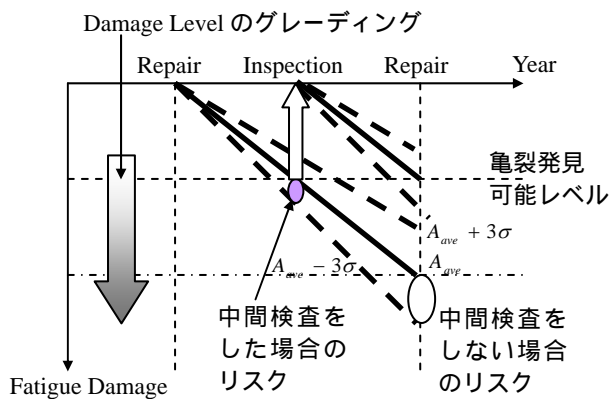 Damage Level のグレーディング
Repair
Inspection
Repair
Year
亀裂発見
可能レベル
A_ave + 3σ
A_ave
A_ave − 3σ
中間検査を
した場合の
リスク
中間検査を
しない場合
のリスク
Fatigue Damage